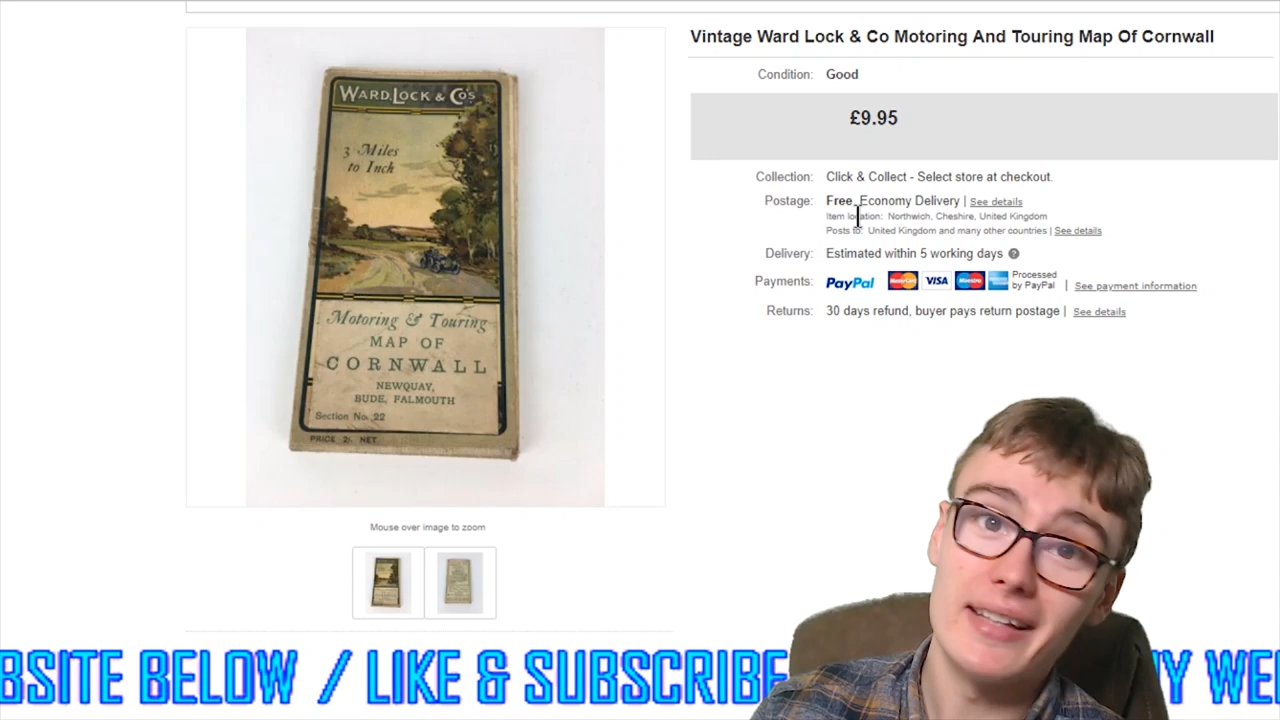 Vintage Ward Lock & Co Motoring And Touring Map Of Cornwall
Condition: Good
£9.95
Collection: Click & Collect - Select store at checkout.
Postage: Free Economy Delivery | See details
Item location: Northwich, Cheshire, United Kingdom
Posts to: United Kingdom and many other countries | See details
Delivery: Estimated within 5 working days ?
Payments: PayPal MasterCard VISA Maestro Processed by PayPal | See payment information
Returns: 30 days refund, buyer pays return postage | See details
WARD, LOCK & Co's
3 Miles
to Inch
Motoring & Touring
MAP OF
CORNWALL
NEWQUAY,
BUDE, FALMOUTH
Section No. 22
PRICE 2/. NET.
Mouse over image to zoom
BSITE BELOW / LIKE & SUBSCRIBE MY WE